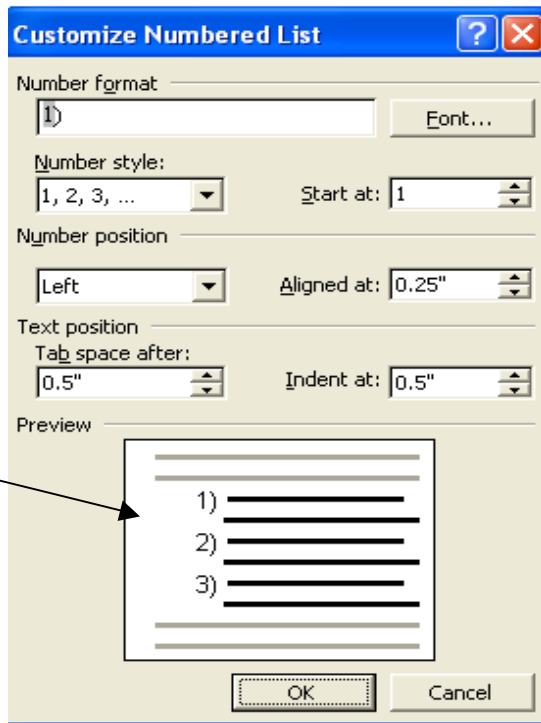 Customize Numbered List
Number format
1)
Font...
Number style:
1, 2, 3, ...
Start at: 1
Number position
Left
Aligned at: 0.25"
Text position
Tab space after:
0.5"
Indent at: 0.5"
Preview
1)
2)
3)
OK
Cancel